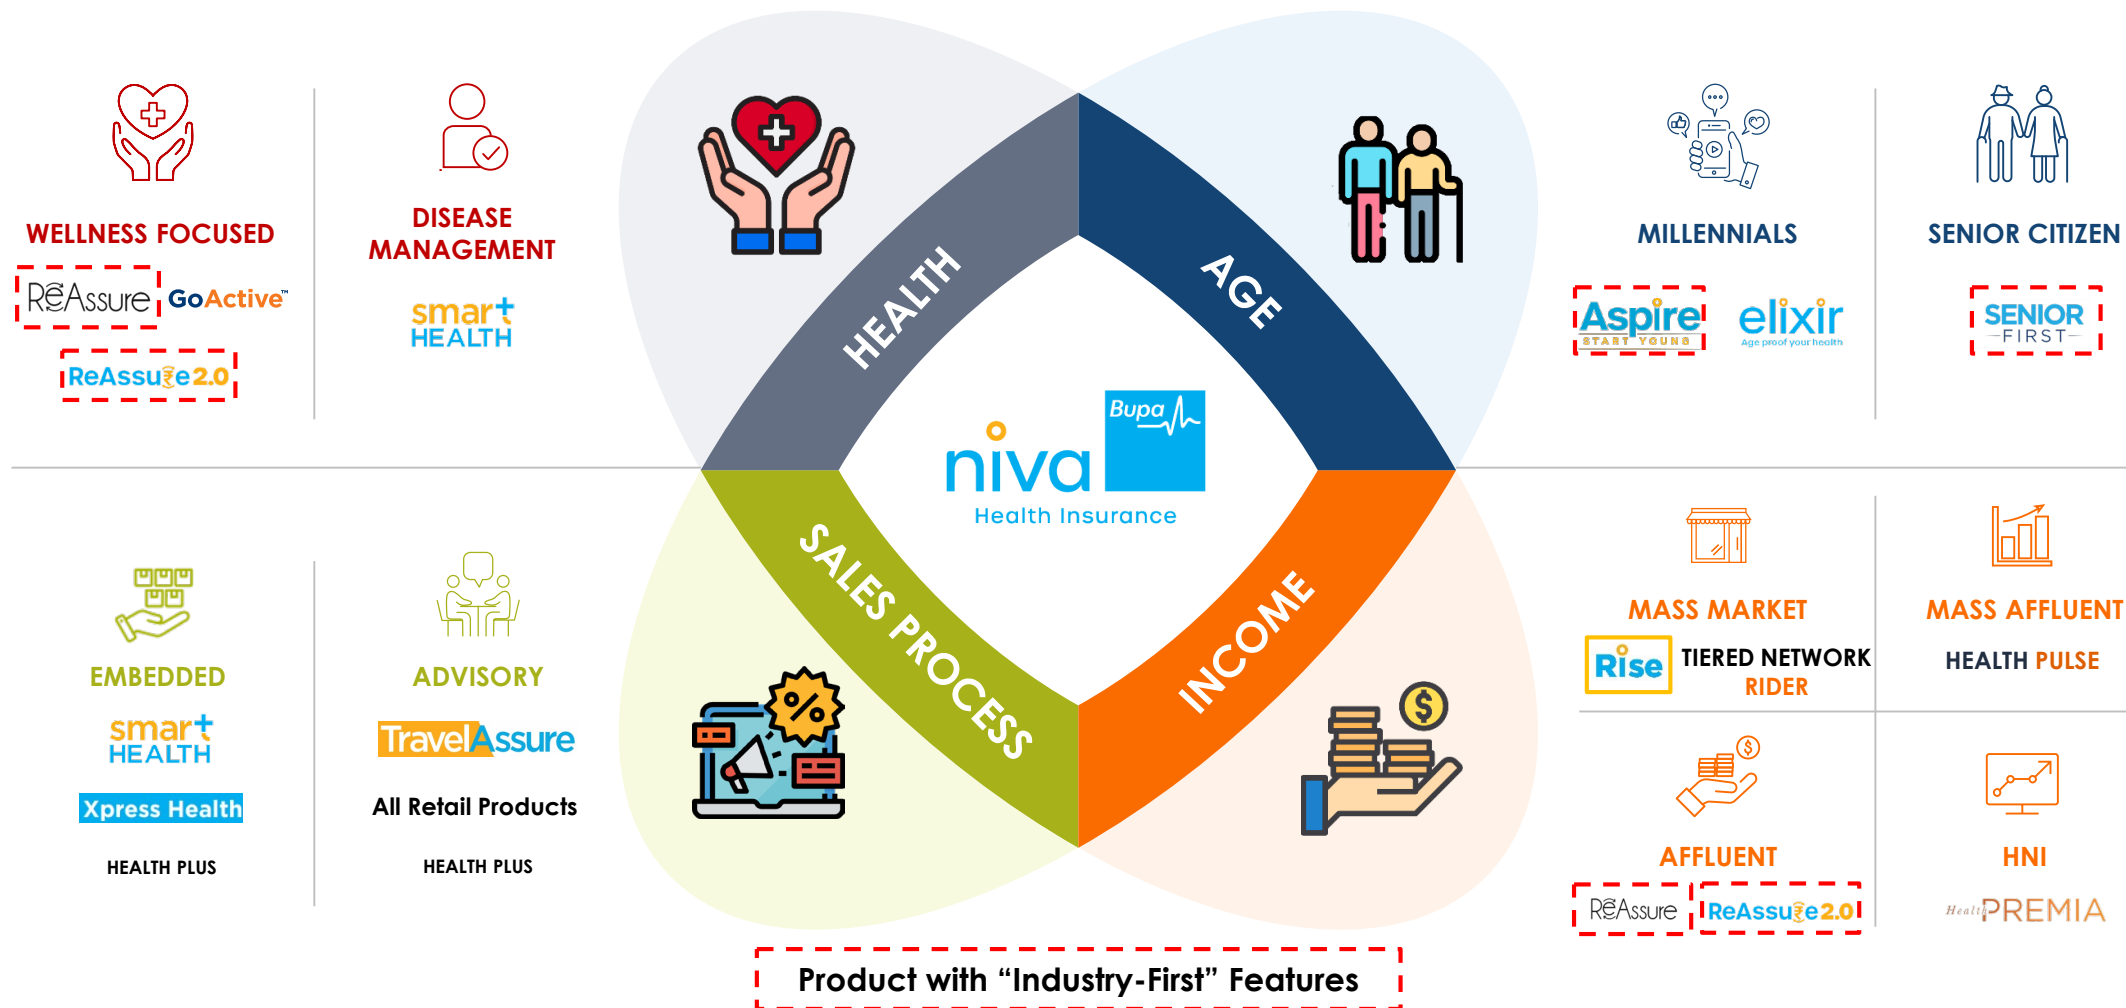 WELLNESS FOCUSED
ReAssure
GoActive™
ReAssure 2.0
DISEASE
MANAGEMENT
smart
HEALTH
HEALTH
AGE
SALES PROCESS
INCOME
niva
Bupa
Health Insurance
MILLENNIALS
Aspire
START YOUNG
elixir
Age proof your health
SENIOR CITIZEN
SENIOR
FIRST
EMBEDDED
smart
HEALTH
Xpress Health
HEALTH PLUS
ADVISORY
TravelAssure
All Retail Products
HEALTH PLUS
MASS MARKET
Rise
TIERED NETWORK
RIDER
MASS AFFLUENT
HEALTH PULSE
AFFLUENT
ReAssure
ReAssure 2.0
HNI
Health PREMIA
Product with “Industry-First” Features